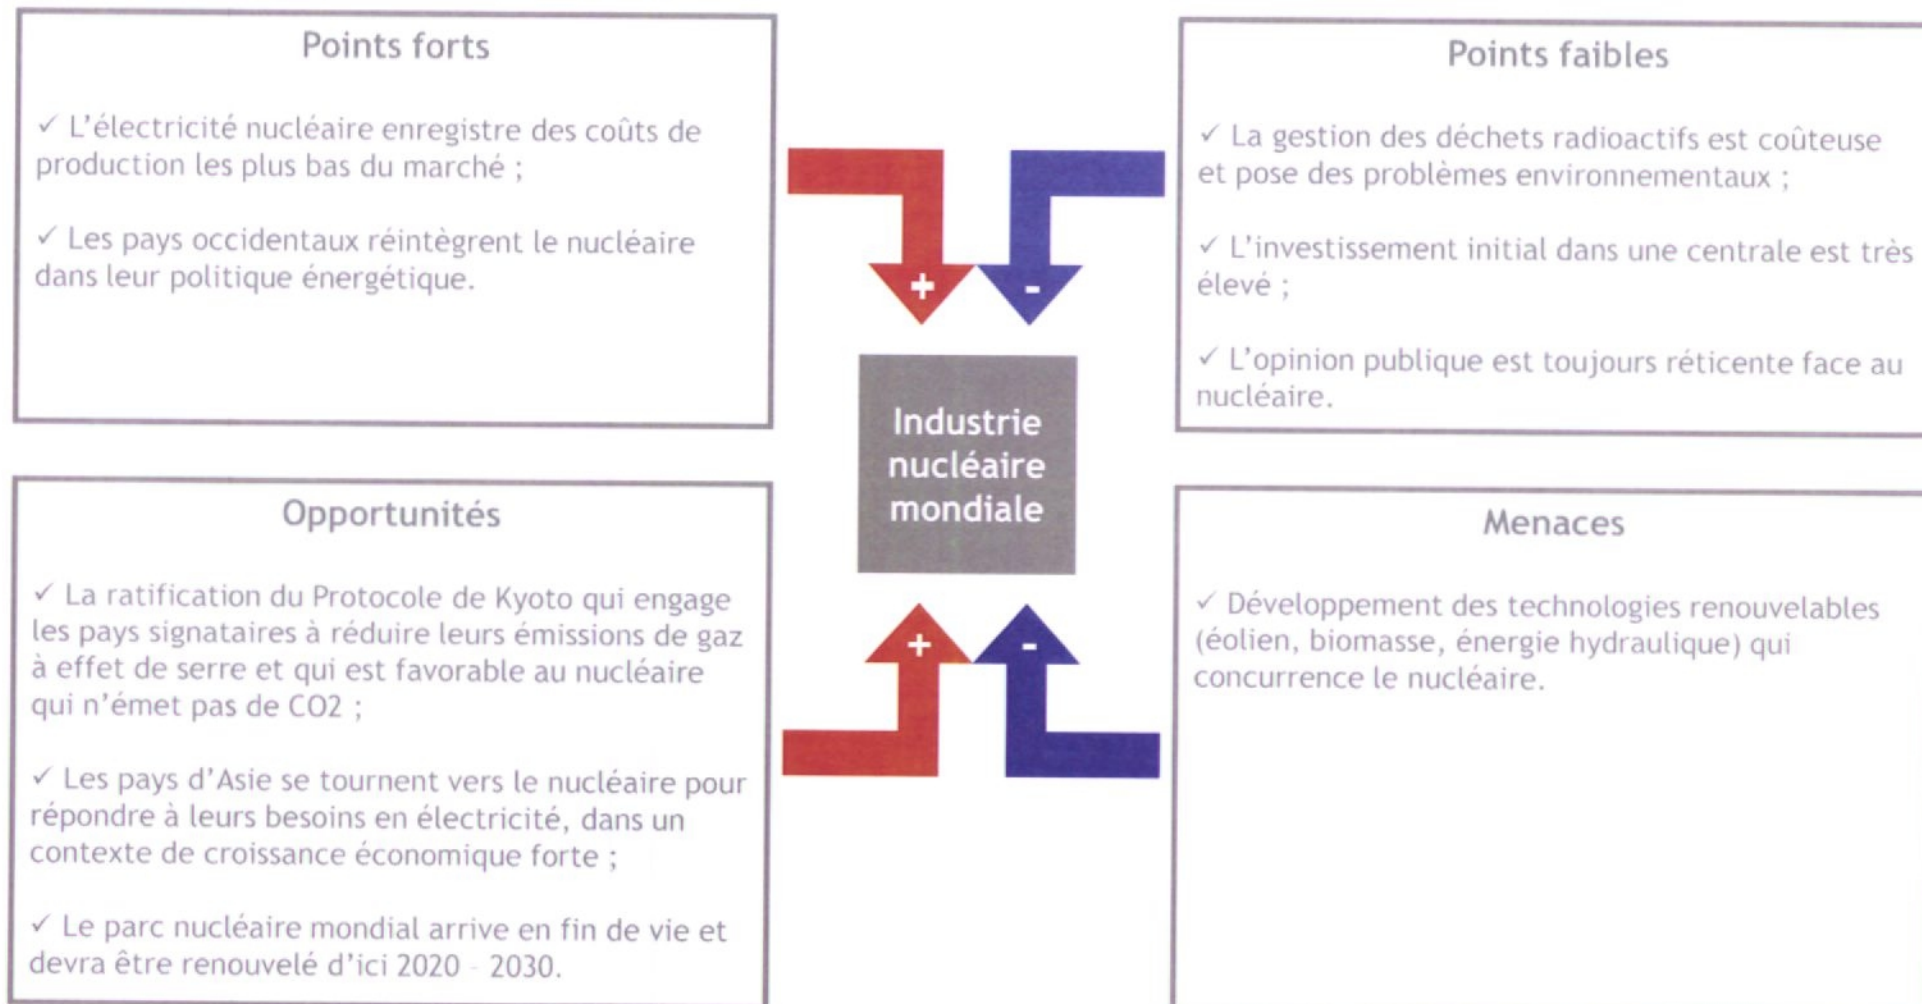 Points forts
✓ L'électricité nucléaire enregistre des coûts de
production les plus bas du marché ;
✓ Les pays occidentaux réintègrent le nucléaire
dans leur politique énergétique.
Points faibles
✓ La gestion des déchets radioactifs est coûteuse
et pose des problèmes environnementaux ;
✓ L'investissement initial dans une centrale est très
élevé ;
✓ L'opinion publique est toujours réticente face au
nucléaire.
+
-
Industrie
nucléaire
mondiale
+
-
Opportunités
✓ La ratification du Protocole de Kyoto qui engage
les pays signataires à réduire leurs émissions de gaz
à effet de serre et qui est favorable au nucléaire
qui n'émet pas de CO2 ;
✓ Les pays d'Asie se tournent vers le nucléaire pour
répondre à leurs besoins en électricité, dans un
contexte de croissance économique forte ;
✓ Le parc nucléaire mondial arrive en fin de vie et
devra être renouvelé d'ici 2020 - 2030.
Menaces
✓ Développement des technologies renouvelables
(éolien, biomasse, énergie hydraulique) qui
concurrence le nucléaire.